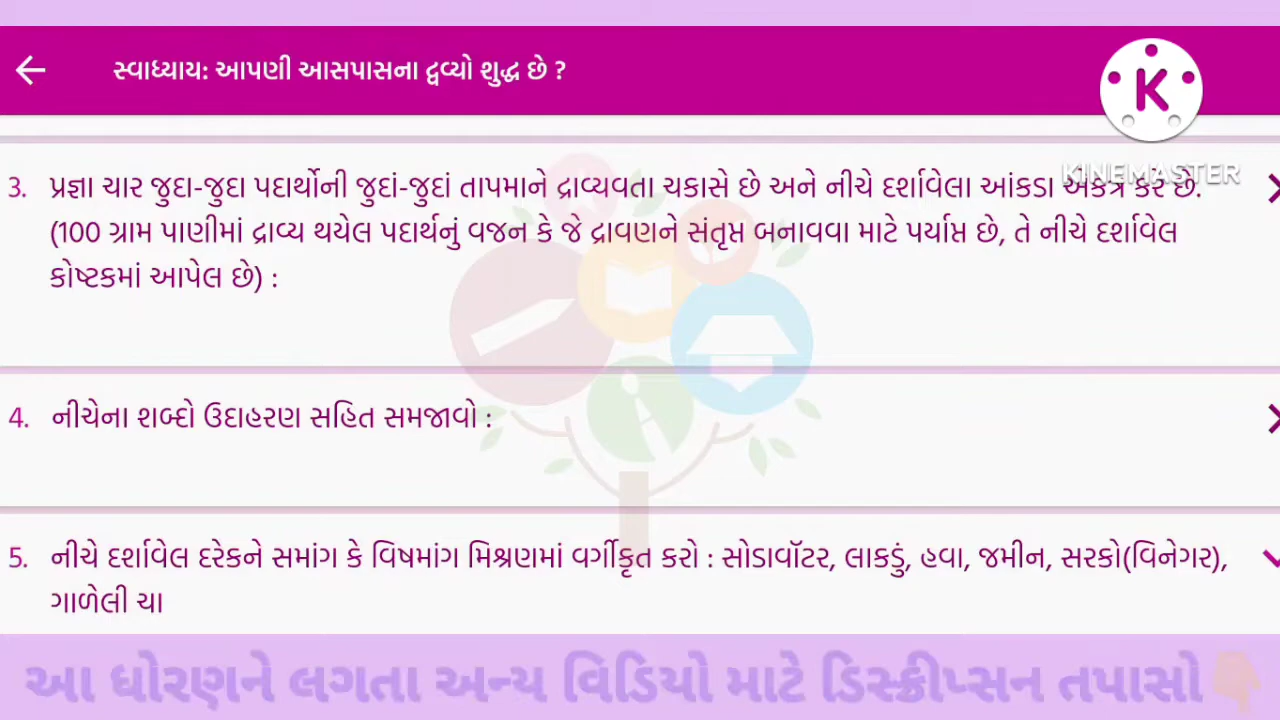 સ્વાધ્યાય: આપણી આસપાસના દ્રવ્યો શુદ્ધ છે ?
K
KINEMASTER
3. પ્રજ્ઞા ચાર જુદા-જુદા પદાર્થોની જુદાં-જુદાં તાપમાને દ્રાવ્યવતા ચકાસે છે અને નીચે દર્શાવેલા આંકડા એકત્ર કરે છે.
(100 ગ્રામ પાણીમાં દ્રાવ્ય થયેલ પદાર્થનું વજન કે જે દ્રાવણને સંતૃપ્ત બનાવવા માટે પર્યાપ્ત છે, તે નીચે દર્શાવેલ
કોષ્ટકમાં આપેલ છે) :
4. નીચેના શબ્દો ઉદાહરણ સહિત સમજાવો :
5. નીચે દર્શાવેલ દરેકને સમાંગ કે વિષમાંગ મિશ્રણમાં વર્ગીકૃત કરો : સોડાવૉટર, લાકડું, હવા, જમીન, સરકો(વિનેગર),
ગાળેલી ચા
આ ધોરણને લગતા અન્ય વિડિયો માટે ડિસ્ક્રીપ્સન તપાસો